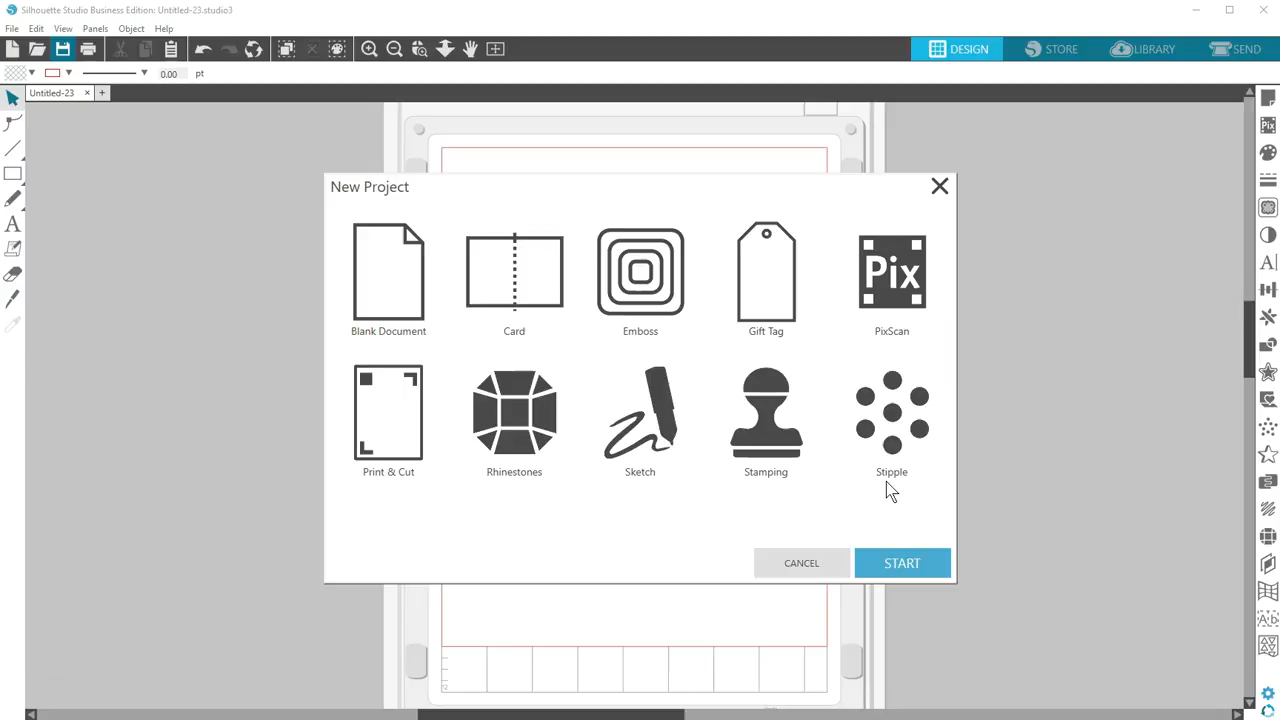 Silhouette Studio Business Edition: Untitled-23.studio3
File Edit View Panels Object Help
DESIGN STORE LIBRARY SEND
0.00 pt
Untitled-23
New Project
Pix
Blank Document Card Emboss Gift Tag PixScan
Print & Cut Rhinestones Sketch Stamping Stipple
CANCEL START
Pix
A
A
Ab